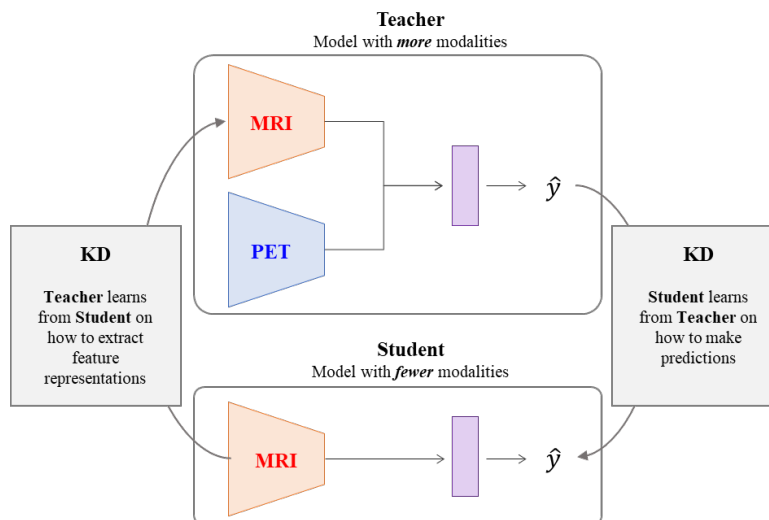 Teacher
Model with more modalities
MRI
PET
ŷ
KD
Teacher learns
from Student on
how to extract
feature
representations
KD
Student learns
from Teacher on
how to make
predictions
Student
Model with fewer modalities
MRI
ŷ